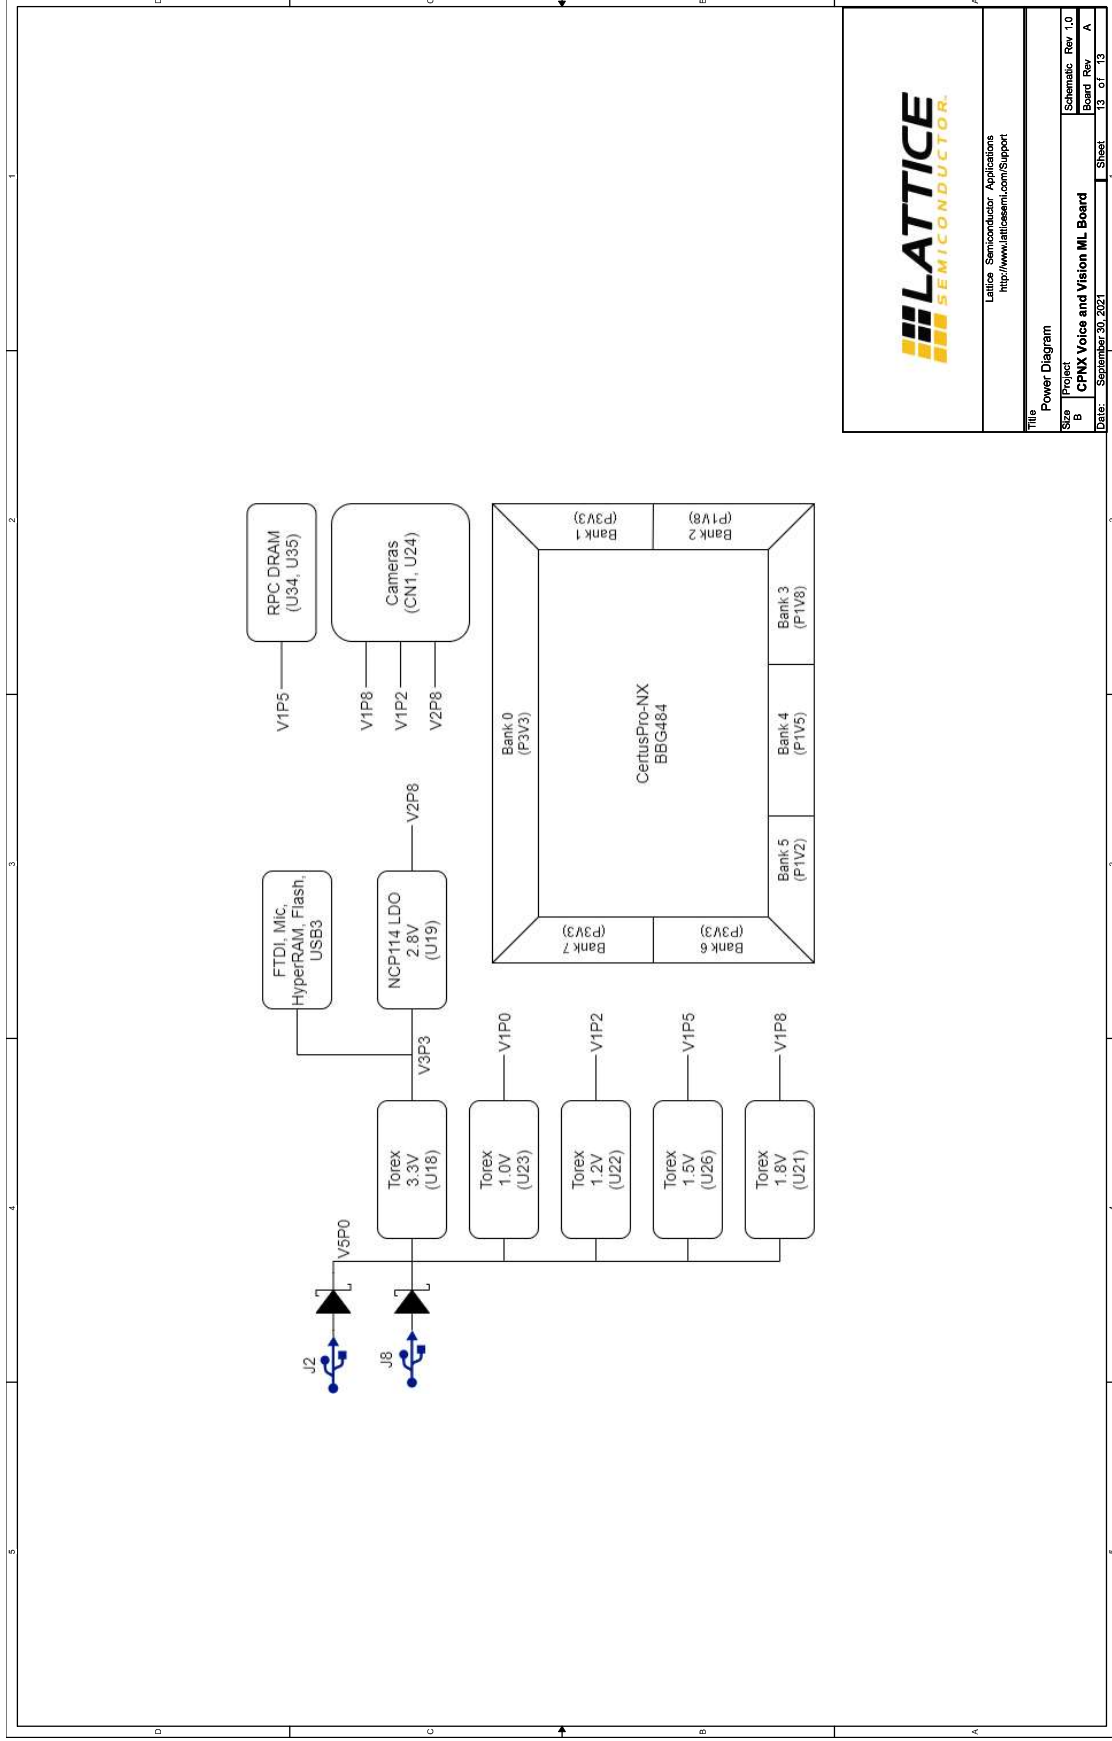 5
4
3
2
1
D
C
B
A
J2
J8
V5P0
Torex
3.3V
(U18)
V3P3
FTDI, Mic,
HyperRAM, Flash,
USB3
NCP114 LDO
2.8V
(U19)
V2P8
Torex
1.0V
(U23)
V1P0
Torex
1.2V
(U22)
V1P2
Torex
1.5V
(U26)
V1P5
Torex
1.8V
(U21)
V1P8
V1P5
RPC DRAM
(U34, U35)
V1P8
V1P2
V2P8
Cameras
(CN1, U24)
Bank 0
(P3V3)
Bank 7
(P3V3)
Bank 6
(P3V3)
CertusPro-NX
BBG484
Bank 1
(P3V3)
Bank 2
(P1V8)
Bank 5
(P1V2)
Bank 4
(P1V5)
Bank 3
(P1V8)
LATTICE
SEMICONDUCTOR.
Lattice Semiconductor Applications
http://www.latticesemi.com/Support
Title
Power Diagram
Size
B
Project
CPNX Voice and Vision ML Board
Schematic Rev 1.0
Board Rev A
Date: September 30, 2021
Sheet 13 of 13